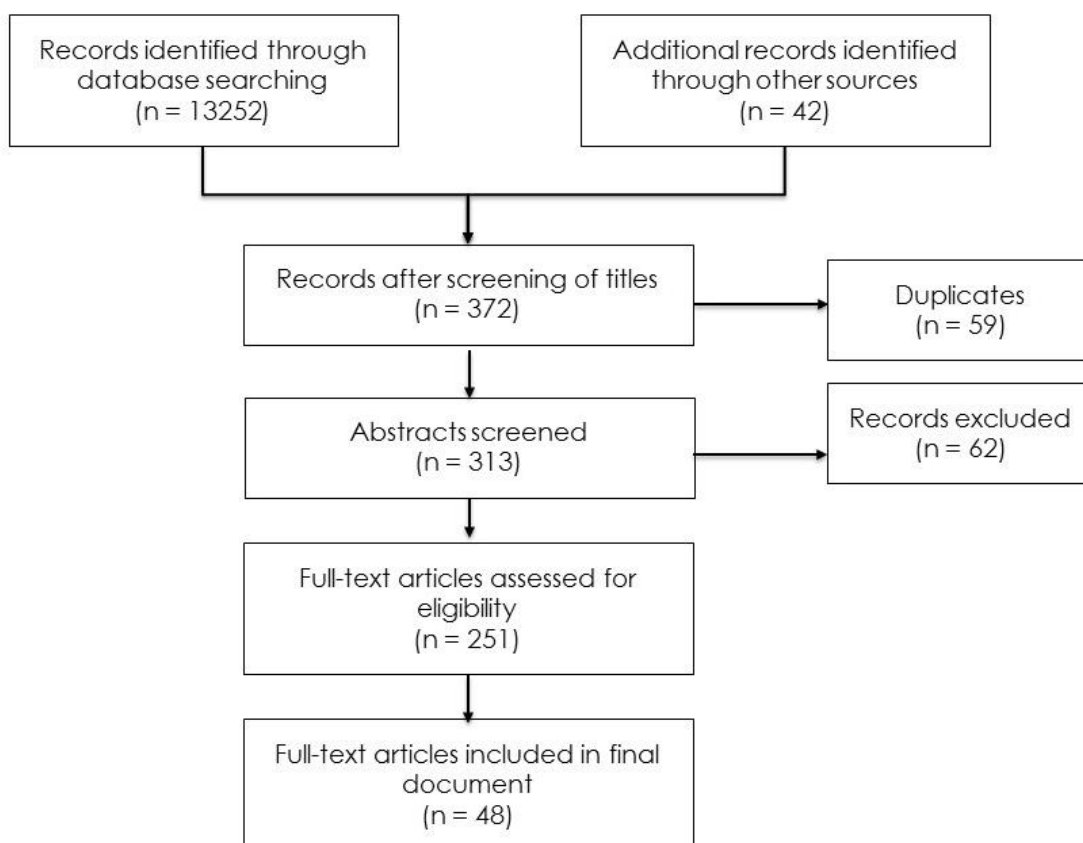 Records identified through
database searching
(n = 13252)
Additional records identified
through other sources
(n = 42)
Records after screening of titles
(n = 372)
Duplicates
(n = 59)
Abstracts screened
(n = 313)
Records excluded
(n = 62)
Full-text articles assessed for
eligibility
(n = 251)
Full-text articles included in final
document
(n = 48)